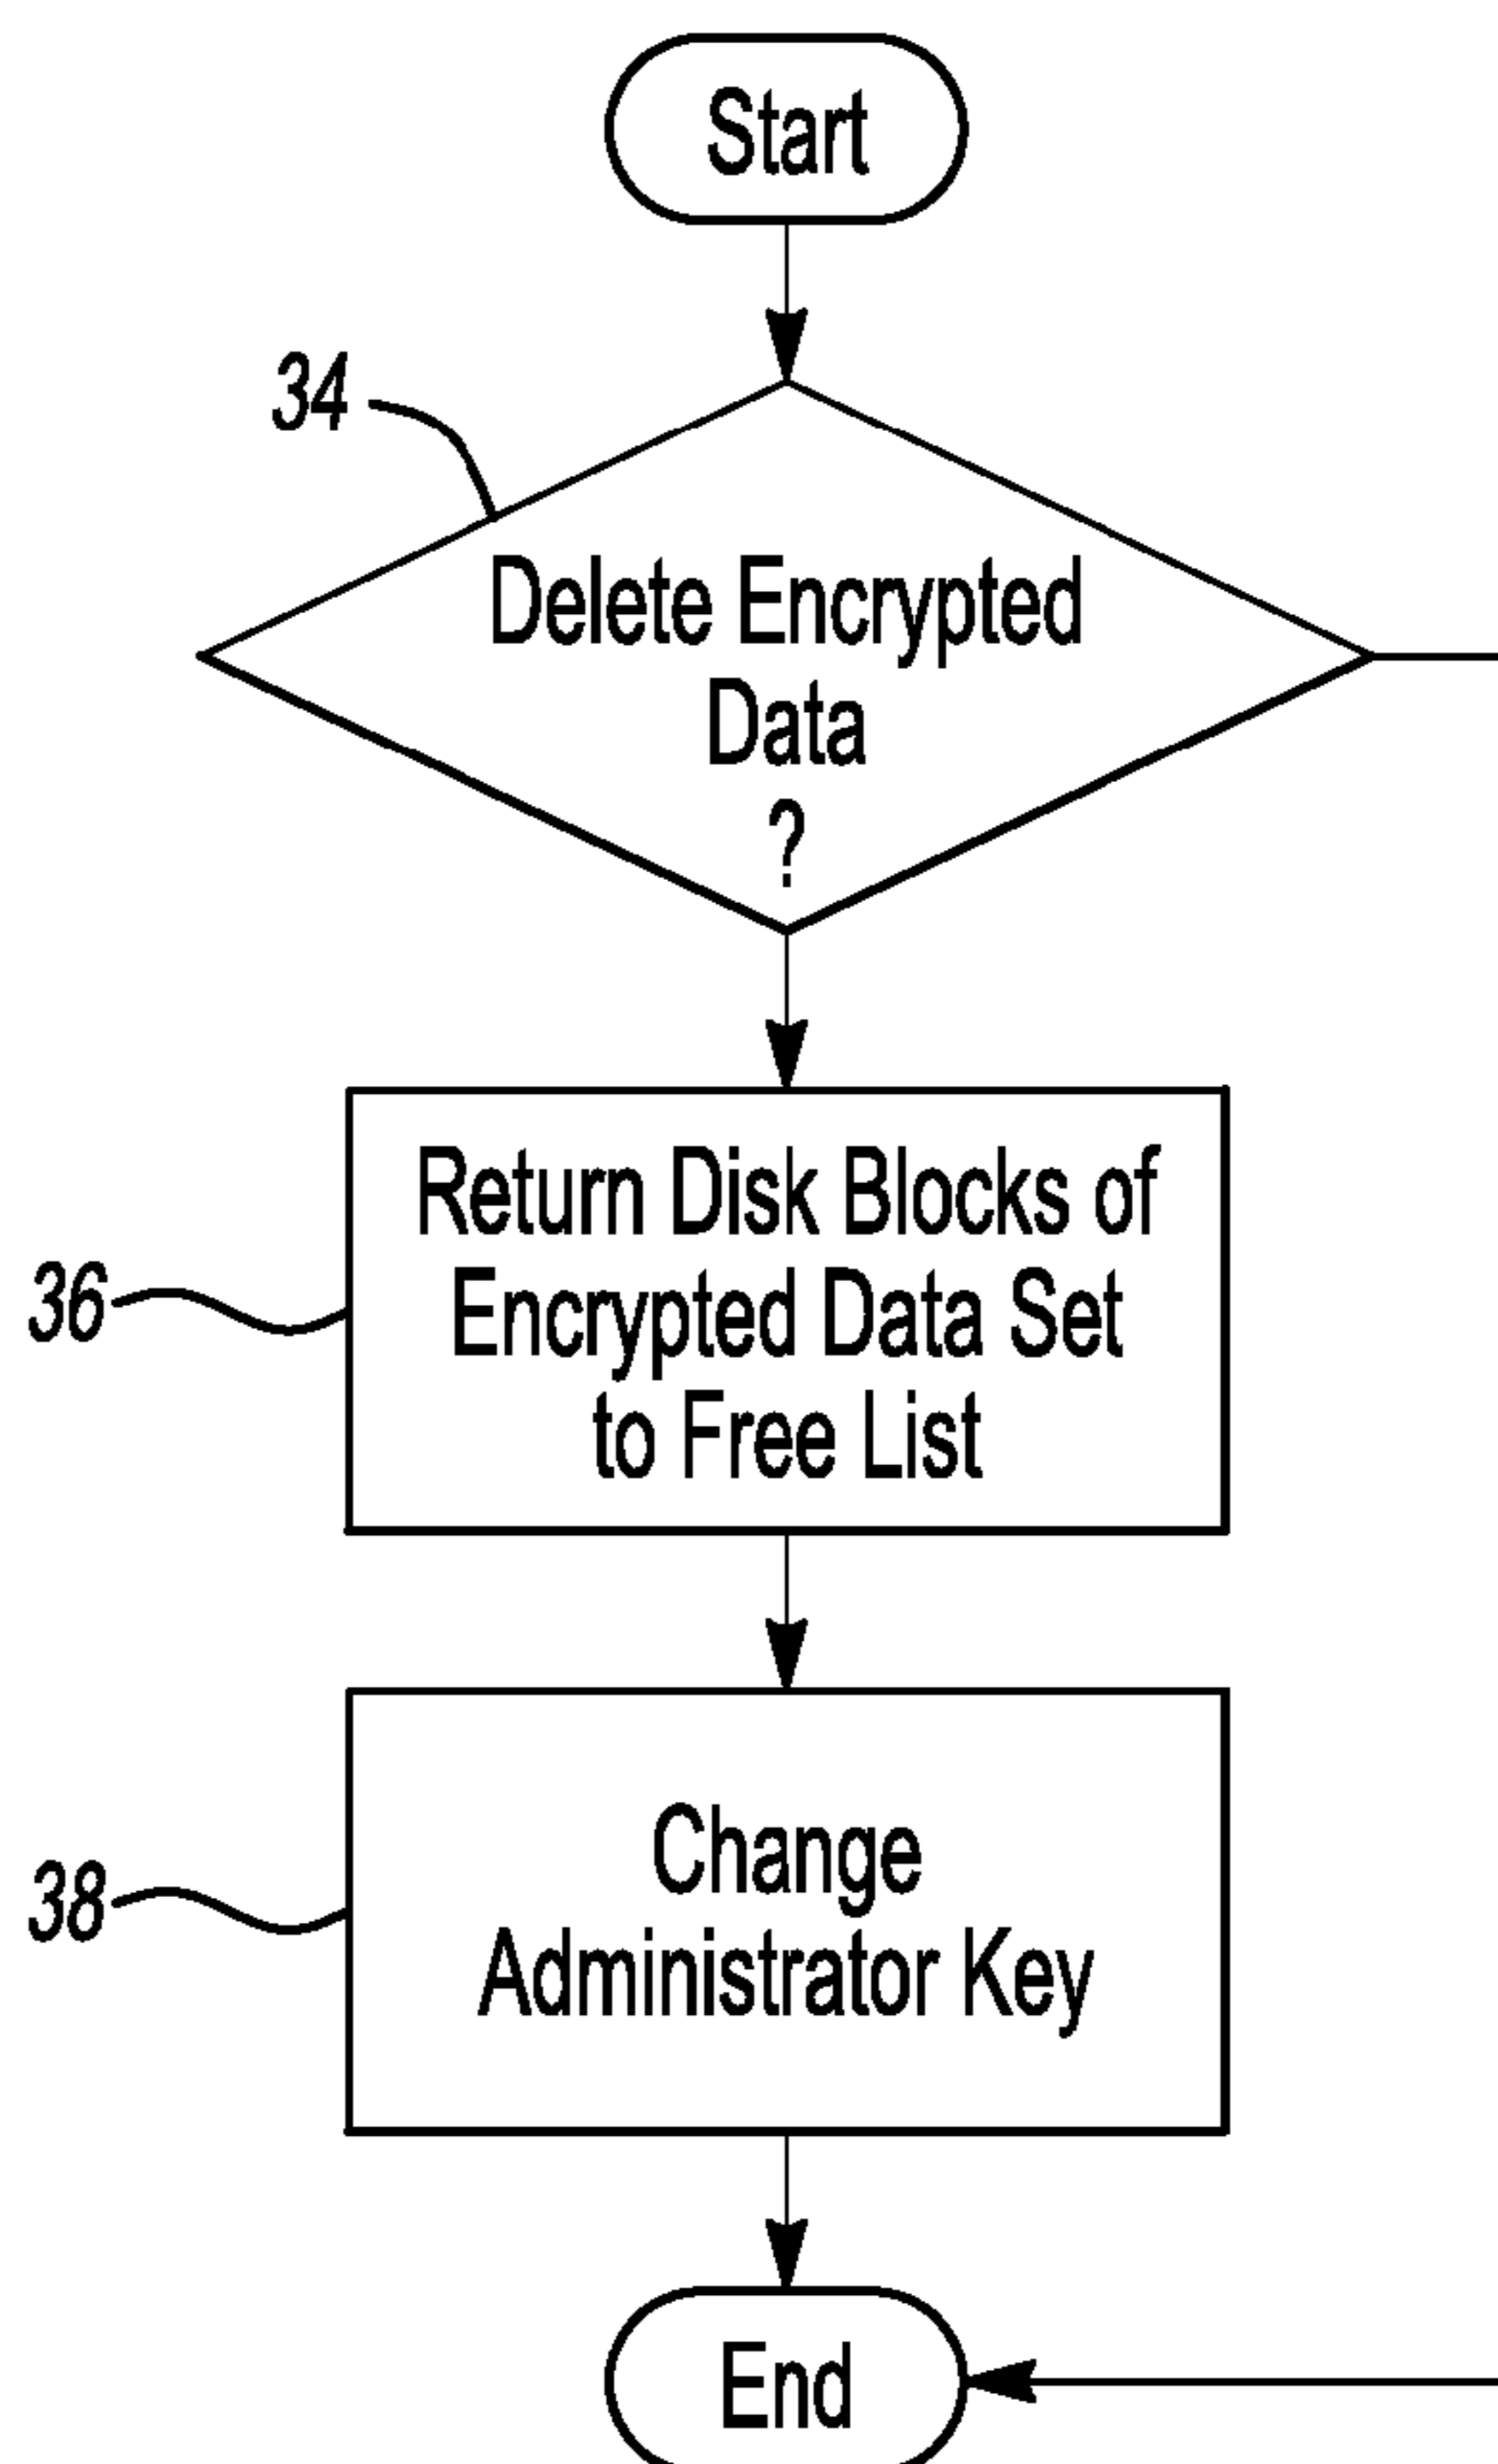 Start
34
Delete Encrypted
Data
?
Return Disk Blocks of
Encrypted Data Set
to Free List
36
Change
Administrator Key
38
End